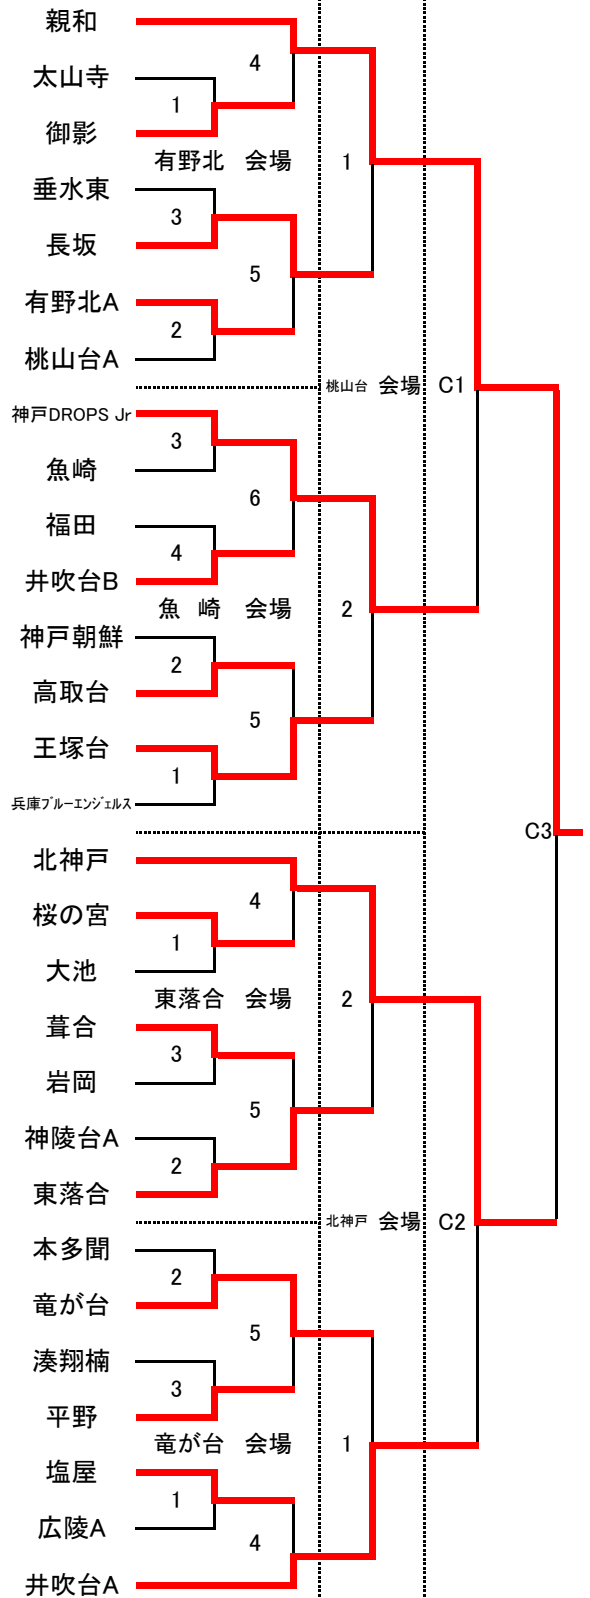 親和
4
太山寺
1
御影
有野北 会場
1
垂水東
3
長坂
5
有野北A
2
桃山台A
桃山台 会場 C1
神戸DROPS Jr
3
魚崎
6
福田
4
井吹台B
魚 崎 会場
2
神戸朝鮮
2
高取台
5
王塚台
1
兵庫ブルーエンジェルス
C3
北神戸
4
桜の宮
1
大池
東落合 会場
2
葺合
3
岩岡
5
神陵台A
2
東落合
北神戸 会場 C2
本多聞
2
竜が台
5
湊翔楠
3
平野
竜が台 会場
1
塩屋
1
広陵A
4
井吹台A